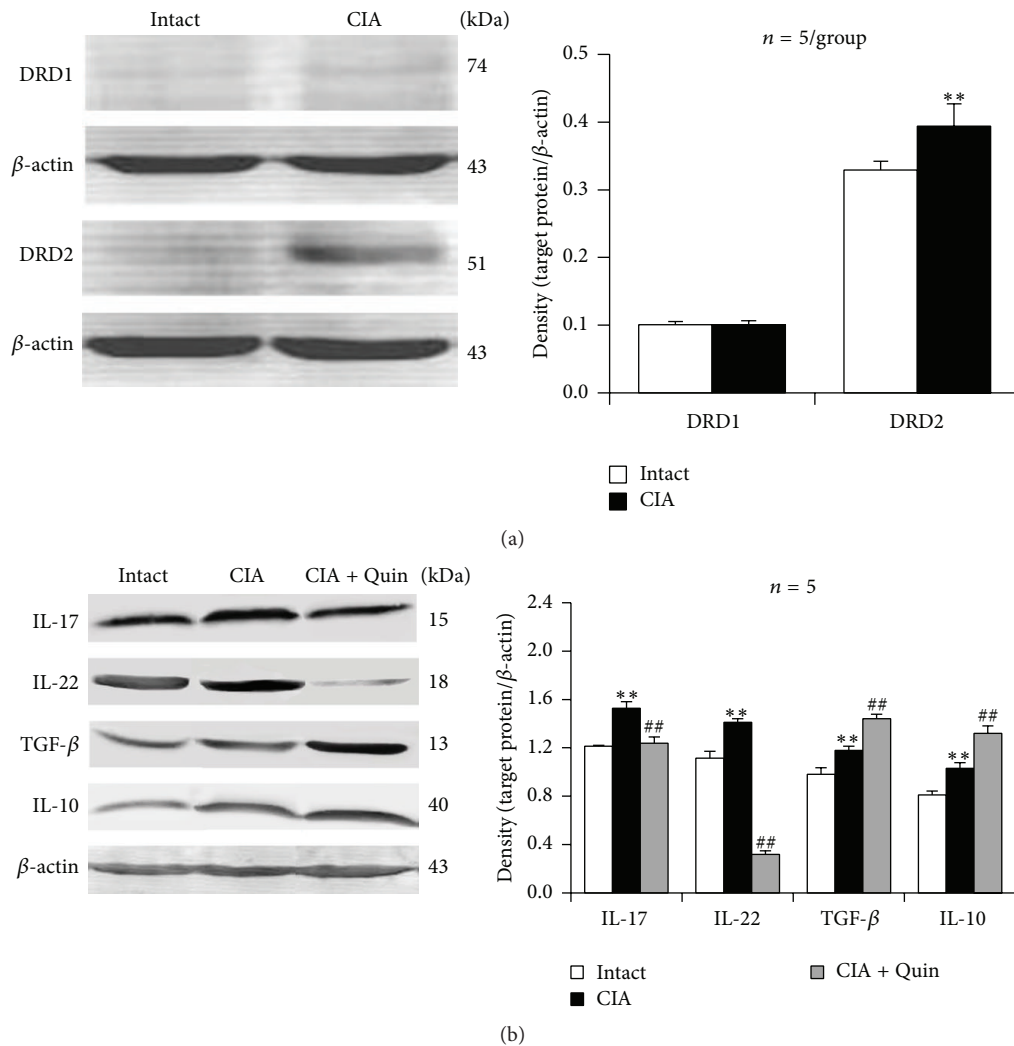 Intact CIA (kDa)
DRD1 74
β-actin 43
DRD2 51
β-actin 43
n = 5/group
Density (target protein/β-actin)
0.5
0.4
0.3
0.2
0.1
0.0
**
DRD1 DRD2
Intact
CIA
(a)
Intact CIA CIA + Quin (kDa)
IL-17 15
IL-22 18
TGF-β 13
IL-10 40
β-actin 43
n = 5
Density (target protein/β-actin)
2.4
2.0
1.6
1.2
0.8
0.4
0.0
** ## ** ## ** ## ** ##
IL-17 IL-22 TGF-β IL-10
Intact CIA + Quin
CIA
(b)